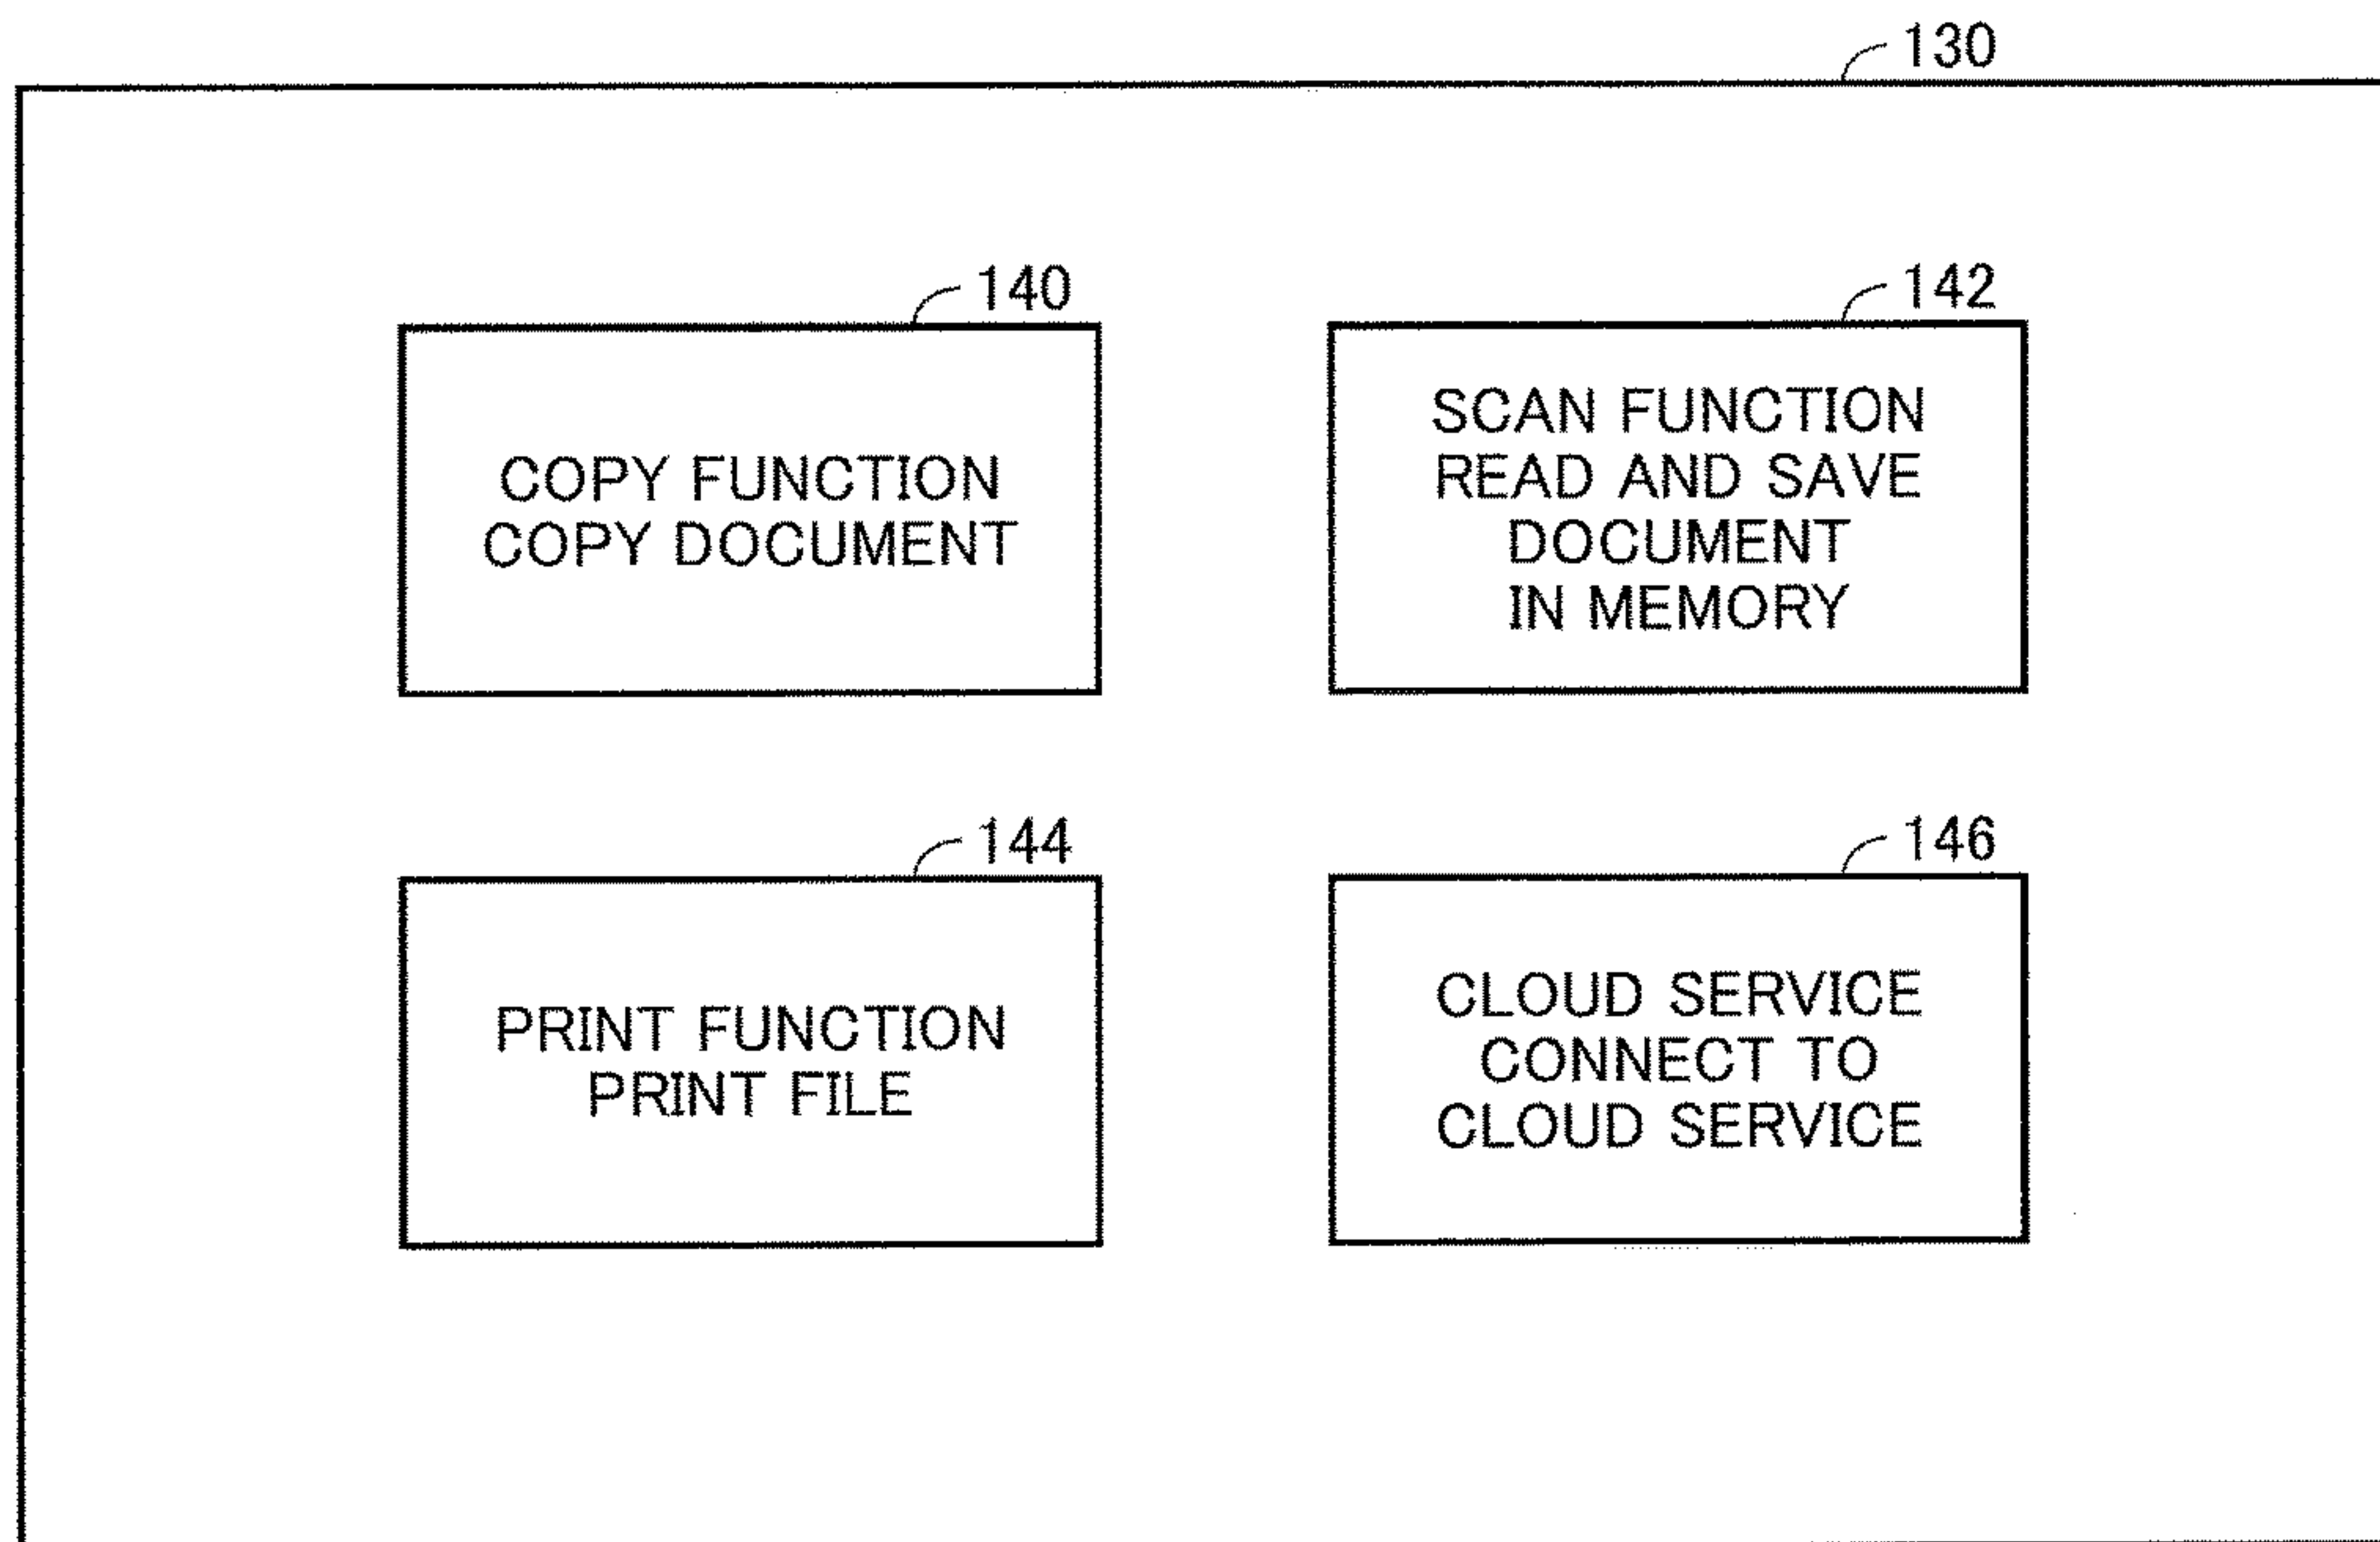 130
140
COPY FUNCTION
COPY DOCUMENT
142
SCAN FUNCTION
READ AND SAVE
DOCUMENT
IN MEMORY
144
PRINT FUNCTION
PRINT FILE
146
CLOUD SERVICE
CONNECT TO
CLOUD SERVICE